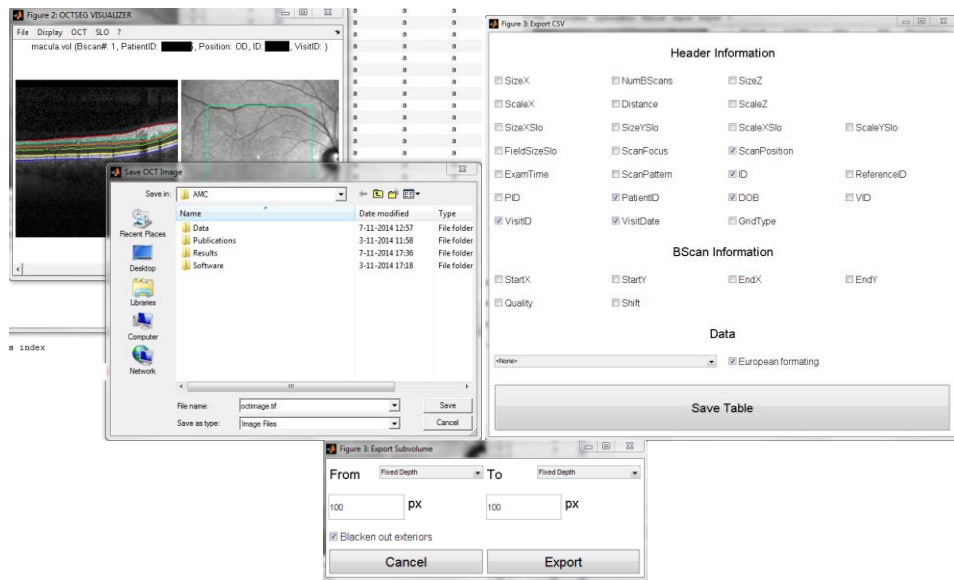 Figure 2: OCTSEG VISUALIZER
File Display OCT SLO ?
macula.vol (Bscan#: 1, PatientID: , Position: OD, ID: , VisitID: )
a a a
a a a
a a a
a a a
a a a
a a a
a a a
a a a
a a a
a a a
a a a
a a a
a a a
Save OCT Image
Save in: AMC
Name Date modified Type
Data 7-11-2014 12:57 File folder
Publications 3-11-2014 11:58 File folder
Results 7-11-2014 17:36 File folder
Software 3-11-2014 17:18 File folder
Recent Places
Desktop
Libraries
Computer
Network
File name: octimage.tif Save
Save as type: Image Files Cancel
s index
Figure 3: Export CSV
Header Information
SizeX NumBScans SizeZ
ScaleX Distance ScaleZ
SizeXSlo SizeYSlo ScaleXSlo ScaleYSlo
FieldSizeSlo ScanFocus ScanPosition
ExamTime ScanPattern ID ReferenceID
PID PatientID DOB VID
VisitID VisitDate GridType
BScan Information
StartX StartY EndX EndY
Quality Shift
Data
<None> European formating
Save Table
Figure 3: Export Subvolume
From Fixed Depth To Fixed Depth
100 px 100 px
Blacken out exteriors
Cancel Export